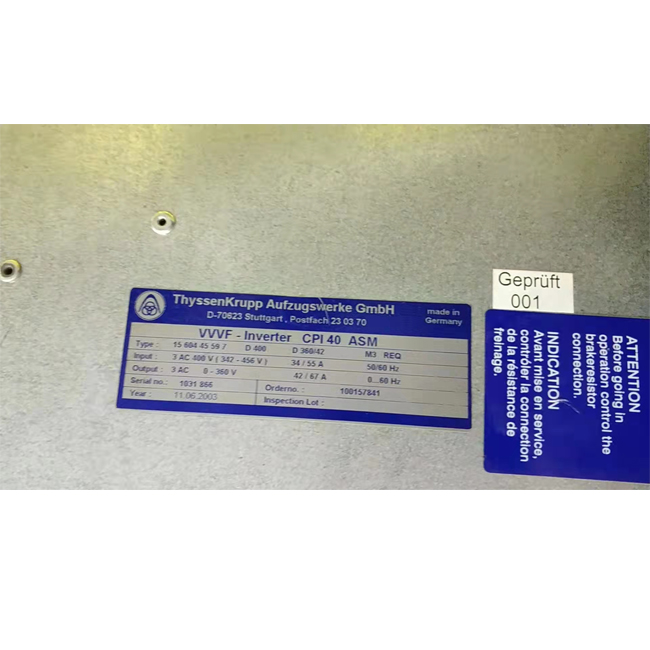 ThyssenKrupp Aufzugswerke GmbH
D-70623 Stuttgart , Postfach 23 03 70
made in
Germany
VVVF - Inverter CPI 40 ASM
Type : 15 604 45 59 7 D 400 D 360/42 M3 REQ
Input : 3 AC 400 V ( 342 - 456 V ) 34 / 55 A 50/60 Hz
Output : 3 AC 0 - 360 V 42 / 67 A 0...60 Hz
Serial no.: 1031 866 Orderno. : 100157841
Year : 11.06.2003 Inspection Lot :
Geprüft
001
ATTENTION
Before going in
operation control the
brakeresistor
connection.
INDICATION
Avant mise en service,
contrôler la connection
de la résistance de
freinage.